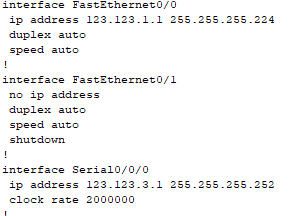 interface FastEthernet0/0
 ip address 123.123.1.1 255.255.255.224
 duplex auto
 speed auto
!
interface FastEthernet0/1
 no ip address
 duplex auto
 speed auto
 shutdown
!
interface Serial0/0/0
 ip address 123.123.3.1 255.255.255.252
 clock rate 2000000
!